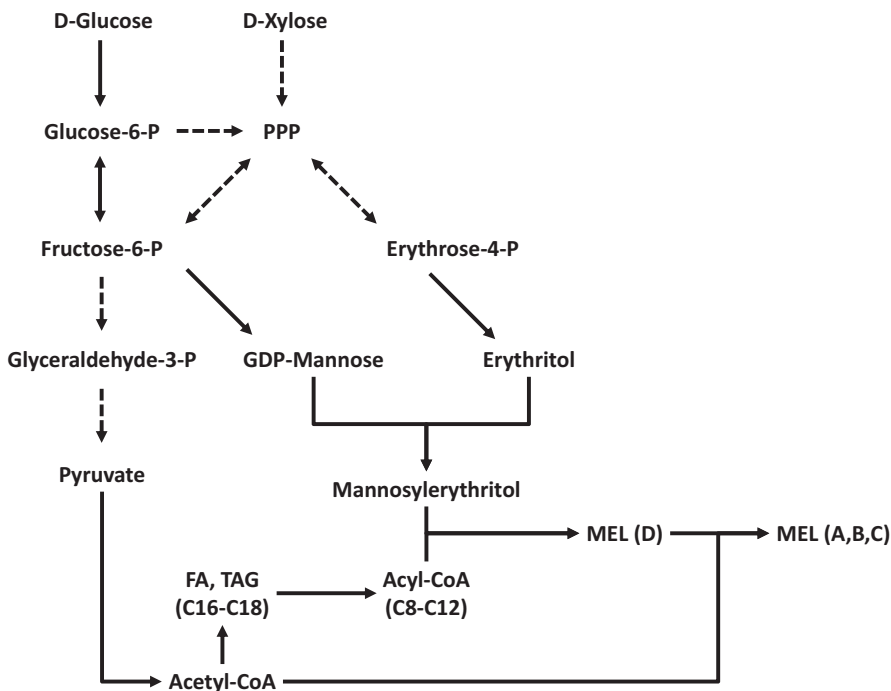 D-Glucose
D-Xylose
Glucose-6-P
PPP
Fructose-6-P
Erythrose-4-P
Glyceraldehyde-3-P
GDP-Mannose
Erythritol
Pyruvate
Mannosylerythritol
MEL (D)
MEL (A,B,C)
FA, TAG
(C16-C18)
Acyl-CoA
(C8-C12)
Acetyl-CoA